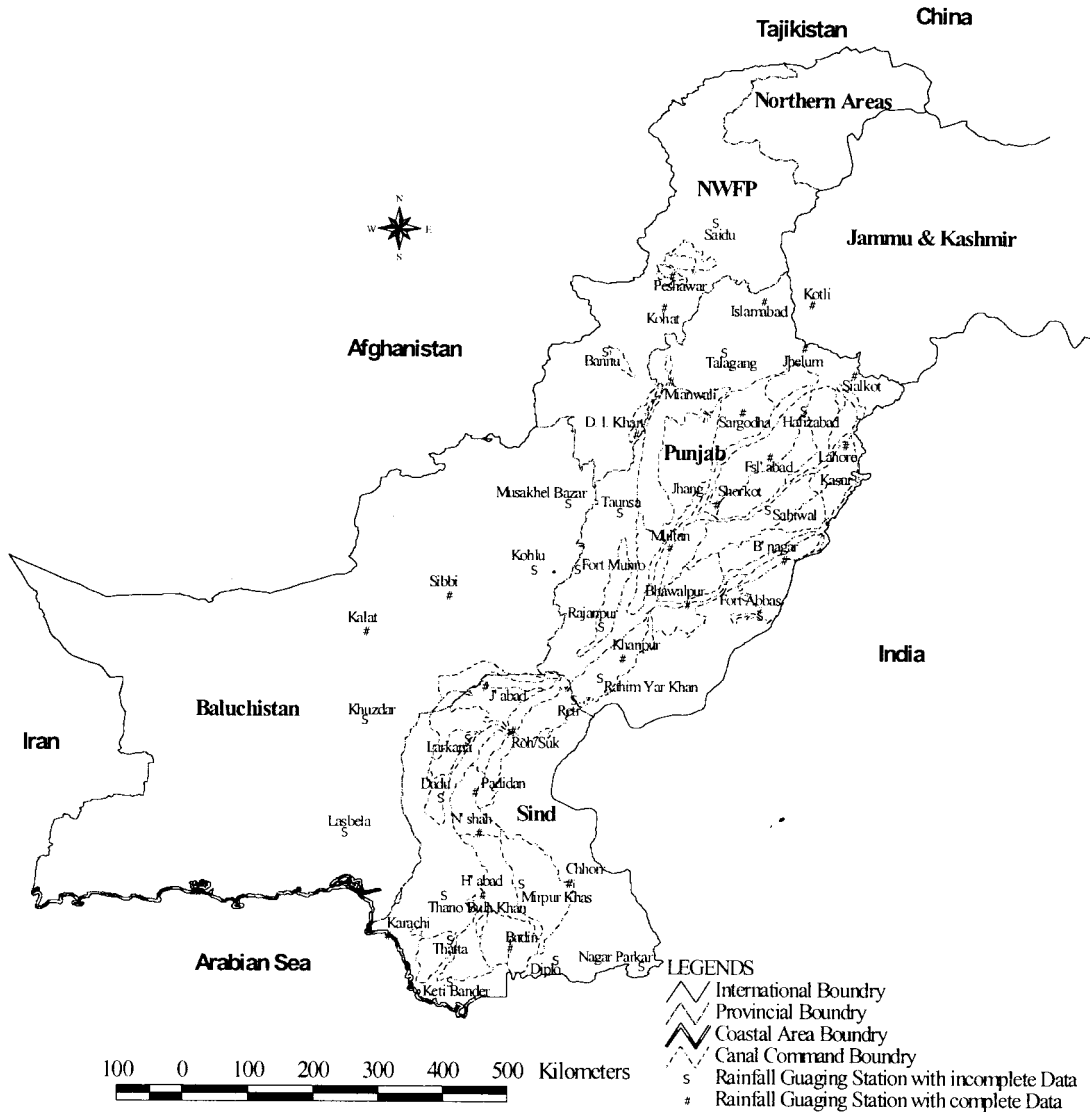 China
Tajikistan
Northern Areas
NWFP
N
W E
S
Saidu
Jammu & Kashmir
Peshawar
Kotli
Islamabad
Kohat
Afghanistan
Bannu
Talagang
Jhelum
Sialkot
Mianwali
D. I. Khan
Sargodha
Hafizabad
Punjab
Lahore
Fsl'abad
Kasur
Jhang
Shorkot
Musakhel Bazar
Taunsa
Sahiwal
Multan
B'nagar
Kohlu
Fort Munro
Sibbi
Bhawalpur
Fort Abbas
Rajanpur
Kalat
Khanpur
India
Rahim Yar Khan
J'abad
Baluchistan
Khuzdar
Reti
Iran
Larkana
Roh/Suk
Dadu
Padidan
Sind
N'shah
Lasbela
Chhorr
H'abad
Mirpur Khas
Thano Bula Khan
Karachi
Badin
Thatta
Arabian Sea
Diplo
Nagar Parkar
Keti Bander
LEGENDS
International Boundry
Provincial Boundry
Coastal Area Boundry
Canal Command Boundry
S Rainfall Guaging Station with incomplete Data
# Rainfall Guaging Station with complete Data
100 0 100 200 300 400 500 Kilometers